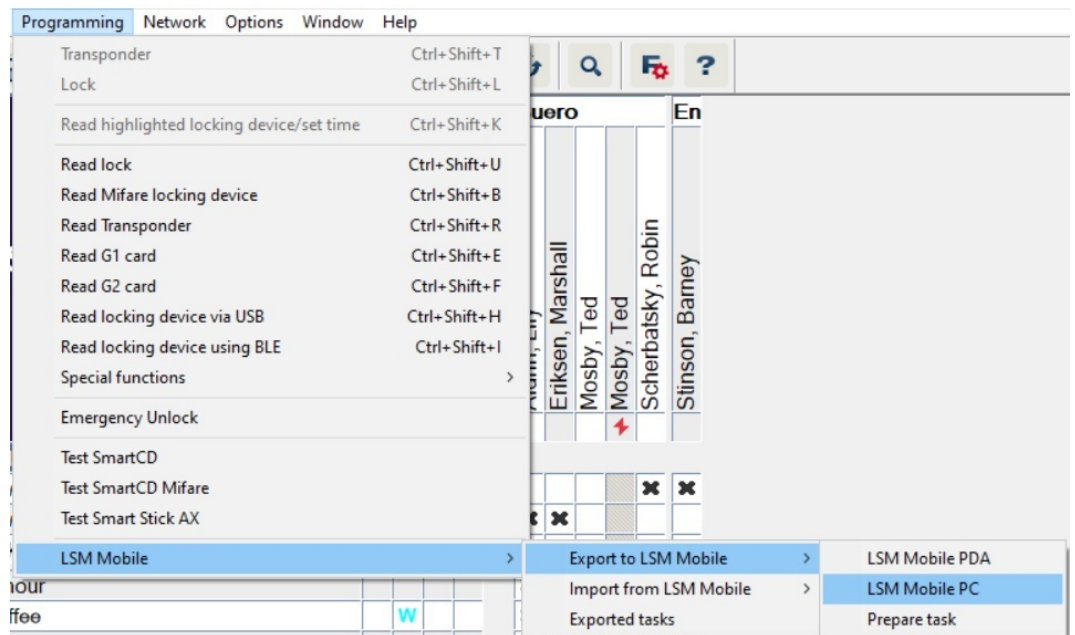 Programming Network Options Window Help
Transponder Ctrl+Shift+T
Lock Ctrl+Shift+L
Read highlighted locking device/set time Ctrl+Shift+K
Read lock Ctrl+Shift+U
Read Mifare locking device Ctrl+Shift+B
Read Transponder Ctrl+Shift+R
Read G1 card Ctrl+Shift+E
Read G2 card Ctrl+Shift+F
Read locking device via USB Ctrl+Shift+H
Read locking device using BLE Ctrl+Shift+I
Special functions
Emergency Unlock
Test SmartCD
Test SmartCD Mifare
Test Smart Stick AX
LSM Mobile
Export to LSM Mobile
Import from LSM Mobile
Exported tasks
LSM Mobile PDA
LSM Mobile PC
Prepare task
F ?
uero En
Eriksen, Marshall
Mosby, Ted
Mosby, Ted
Scherbatsky, Robin
Stinson, Barney
hour
ffee W